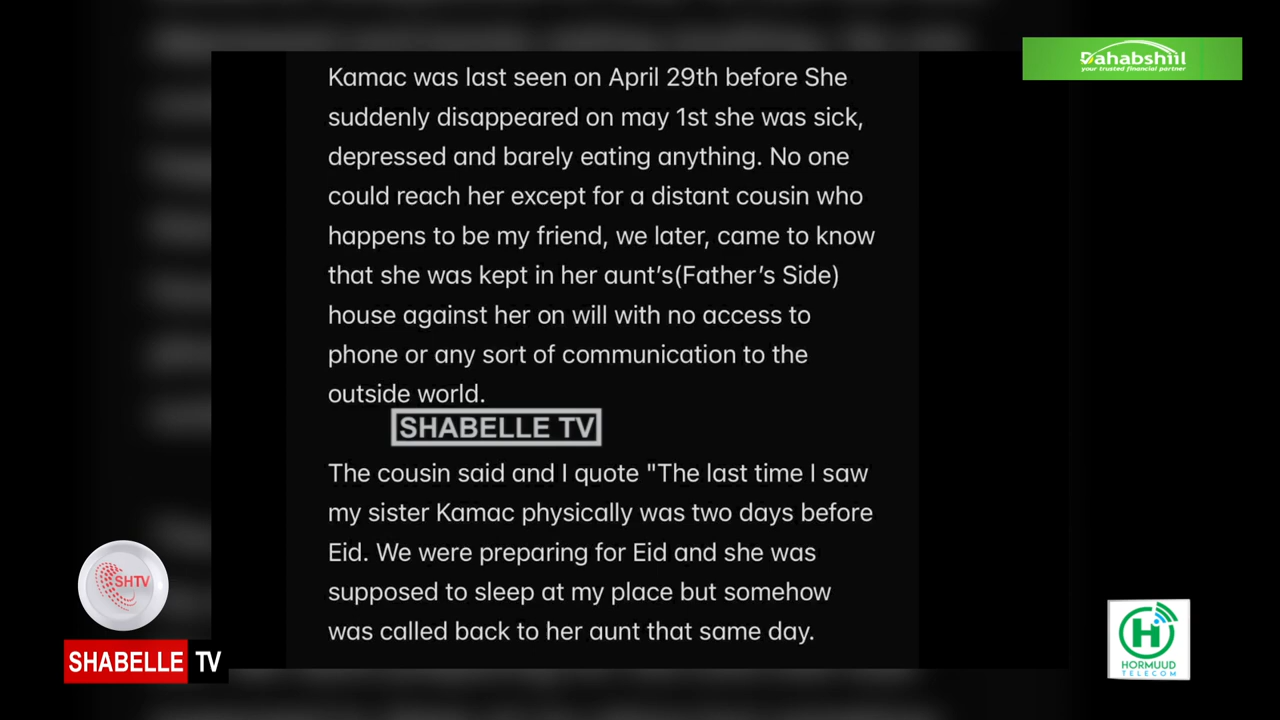 Dahabshiil
your trusted financial partner
Kamac was last seen on April 29th before She
suddenly disappeared on may 1st she was sick,
depressed and barely eating anything. No one
could reach her except for a distant cousin who
happens to be my friend, we later, came to know
that she was kept in her aunt's(Father's Side)
house against her on will with no access to
phone or any sort of communication to the
outside world.
SHABELLE TV
The cousin said and I quote "The last time I saw
my sister Kamac physically was two days before
Eid. We were preparing for Eid and she was
supposed to sleep at my place but somehow
was called back to her aunt that same day.
SHTV
SHABELLE TV
H
HORMUUD
TELECOM